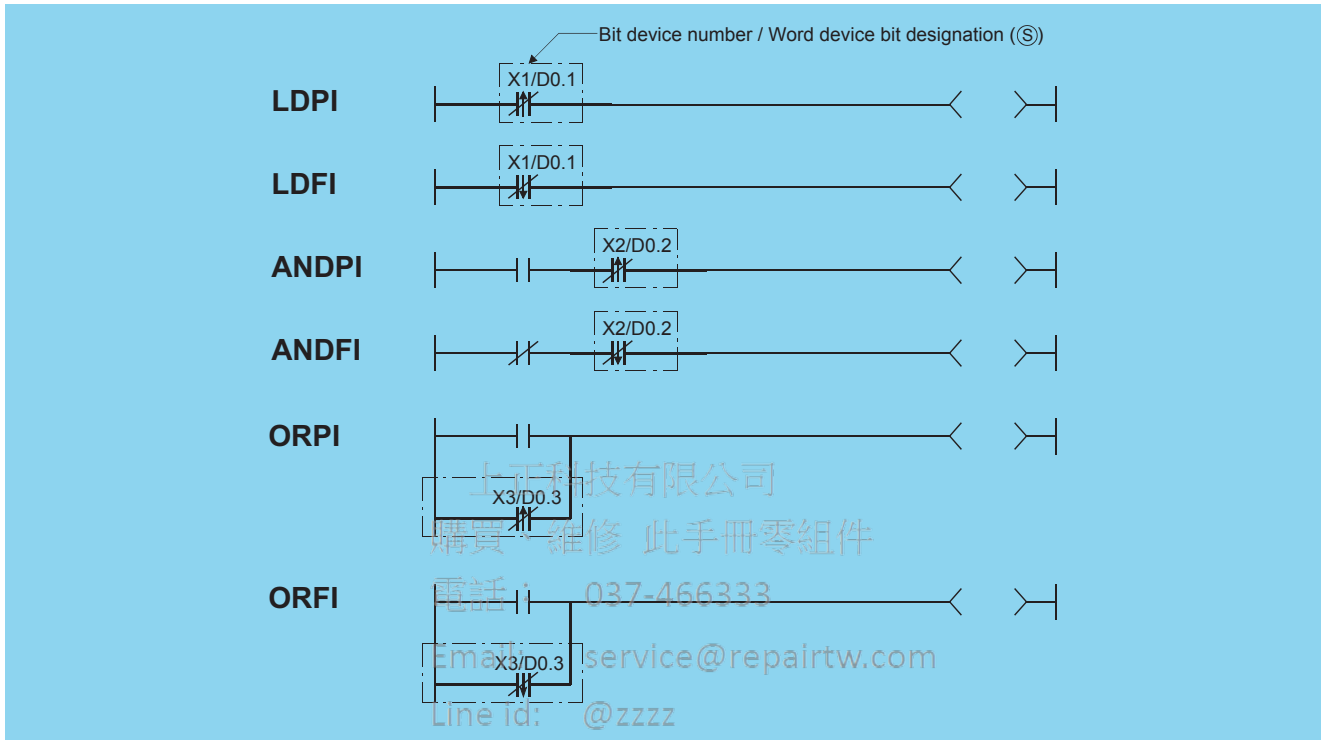 Bit device number / Word device bit designation (Ⓢ)
LDPI
X1/D0.1
LDFI
X1/D0.1
ANDPI
X2/D0.2
ANDFI
X2/D0.2
ORPI
上正科技有限公司
X3/D0.3
購買、維修 此手冊零組件
ORFI
電話： 037-466333
Email: service@repairtw.com
X3/D0.3
Line id: @zzzz